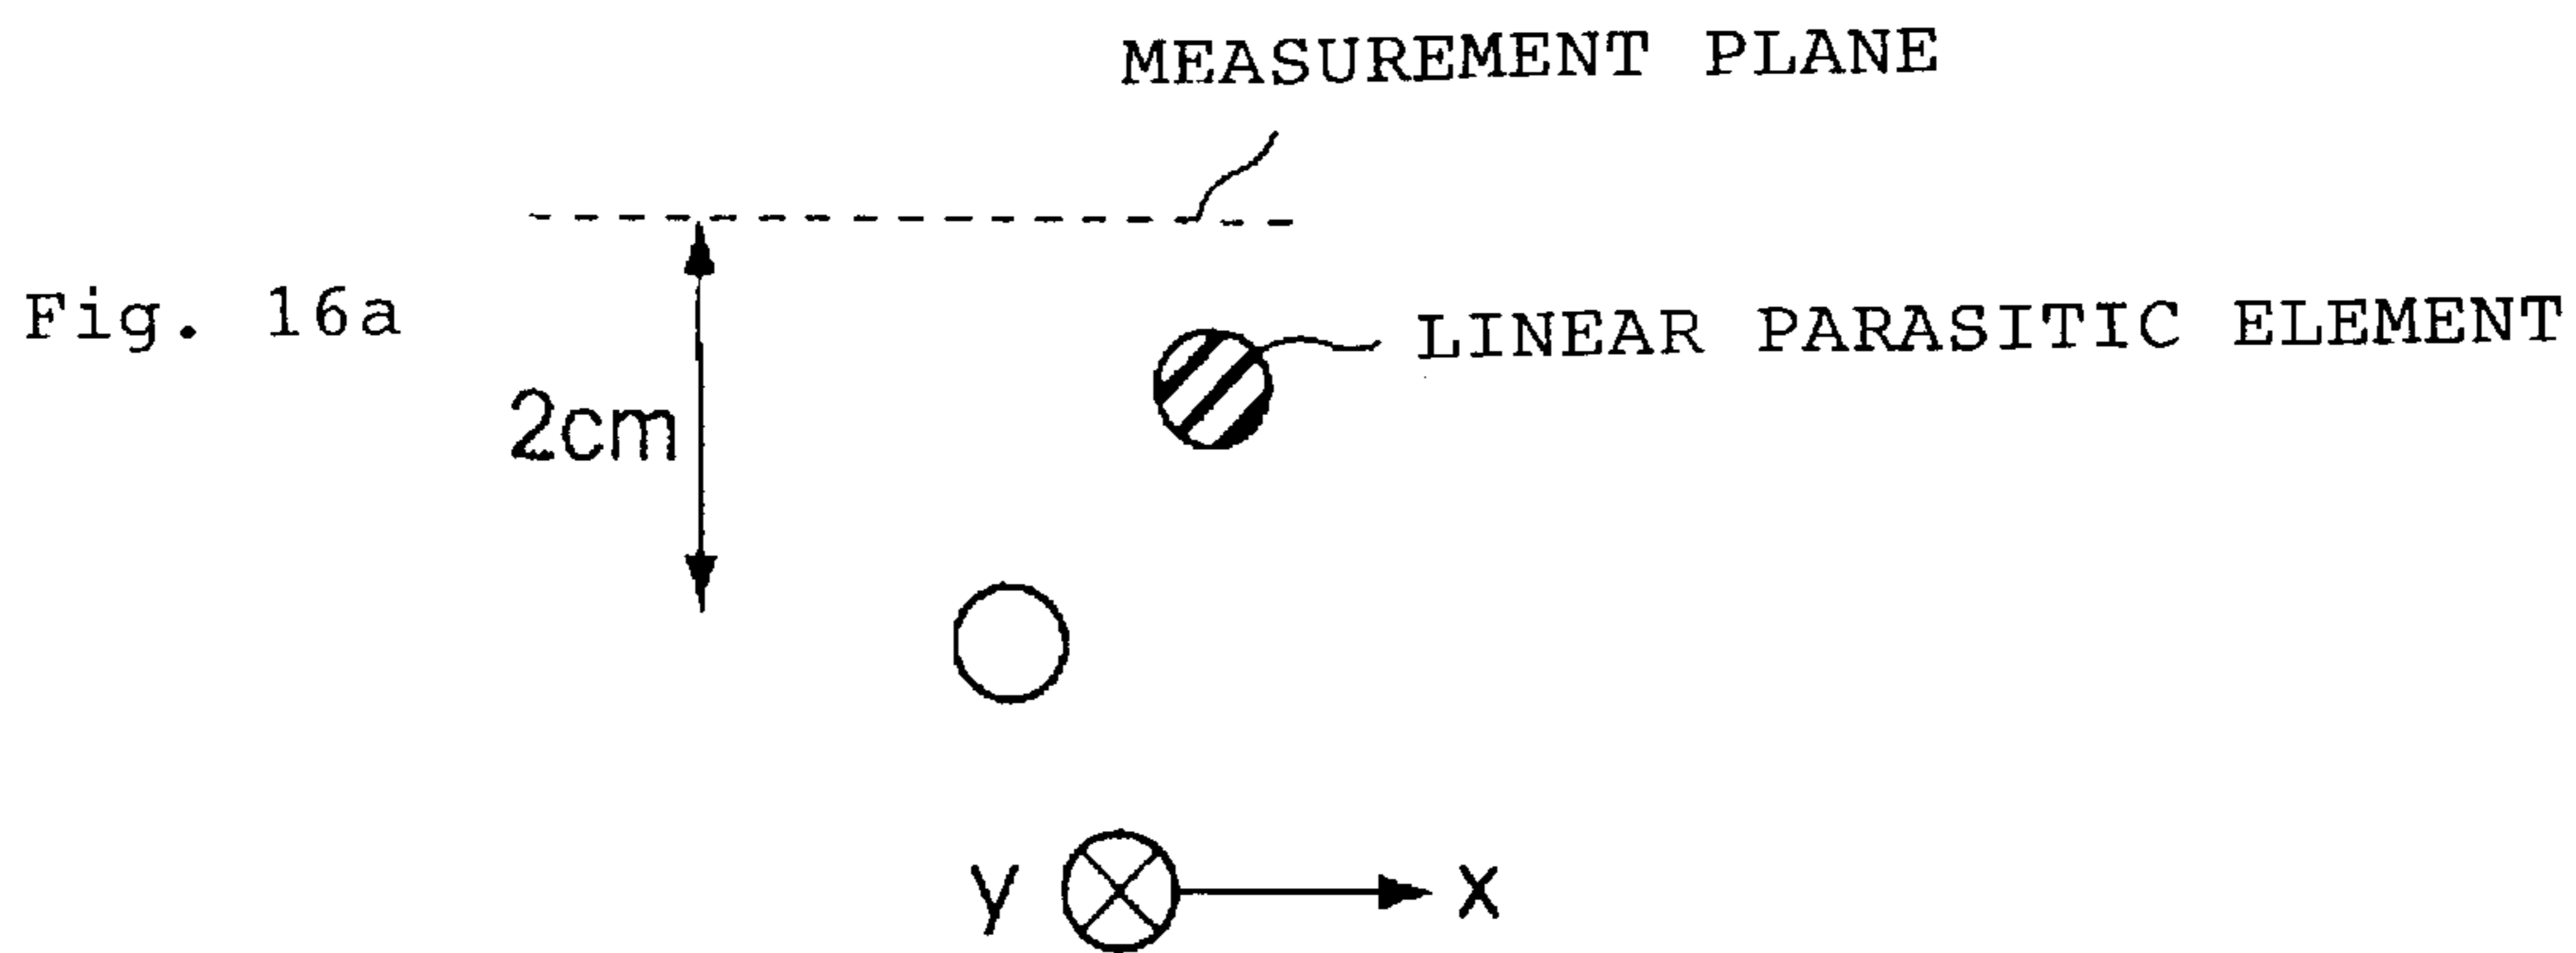 MEASUREMENT PLANE
Fig. 16a
LINEAR PARASITIC ELEMENT
2cm
y
x